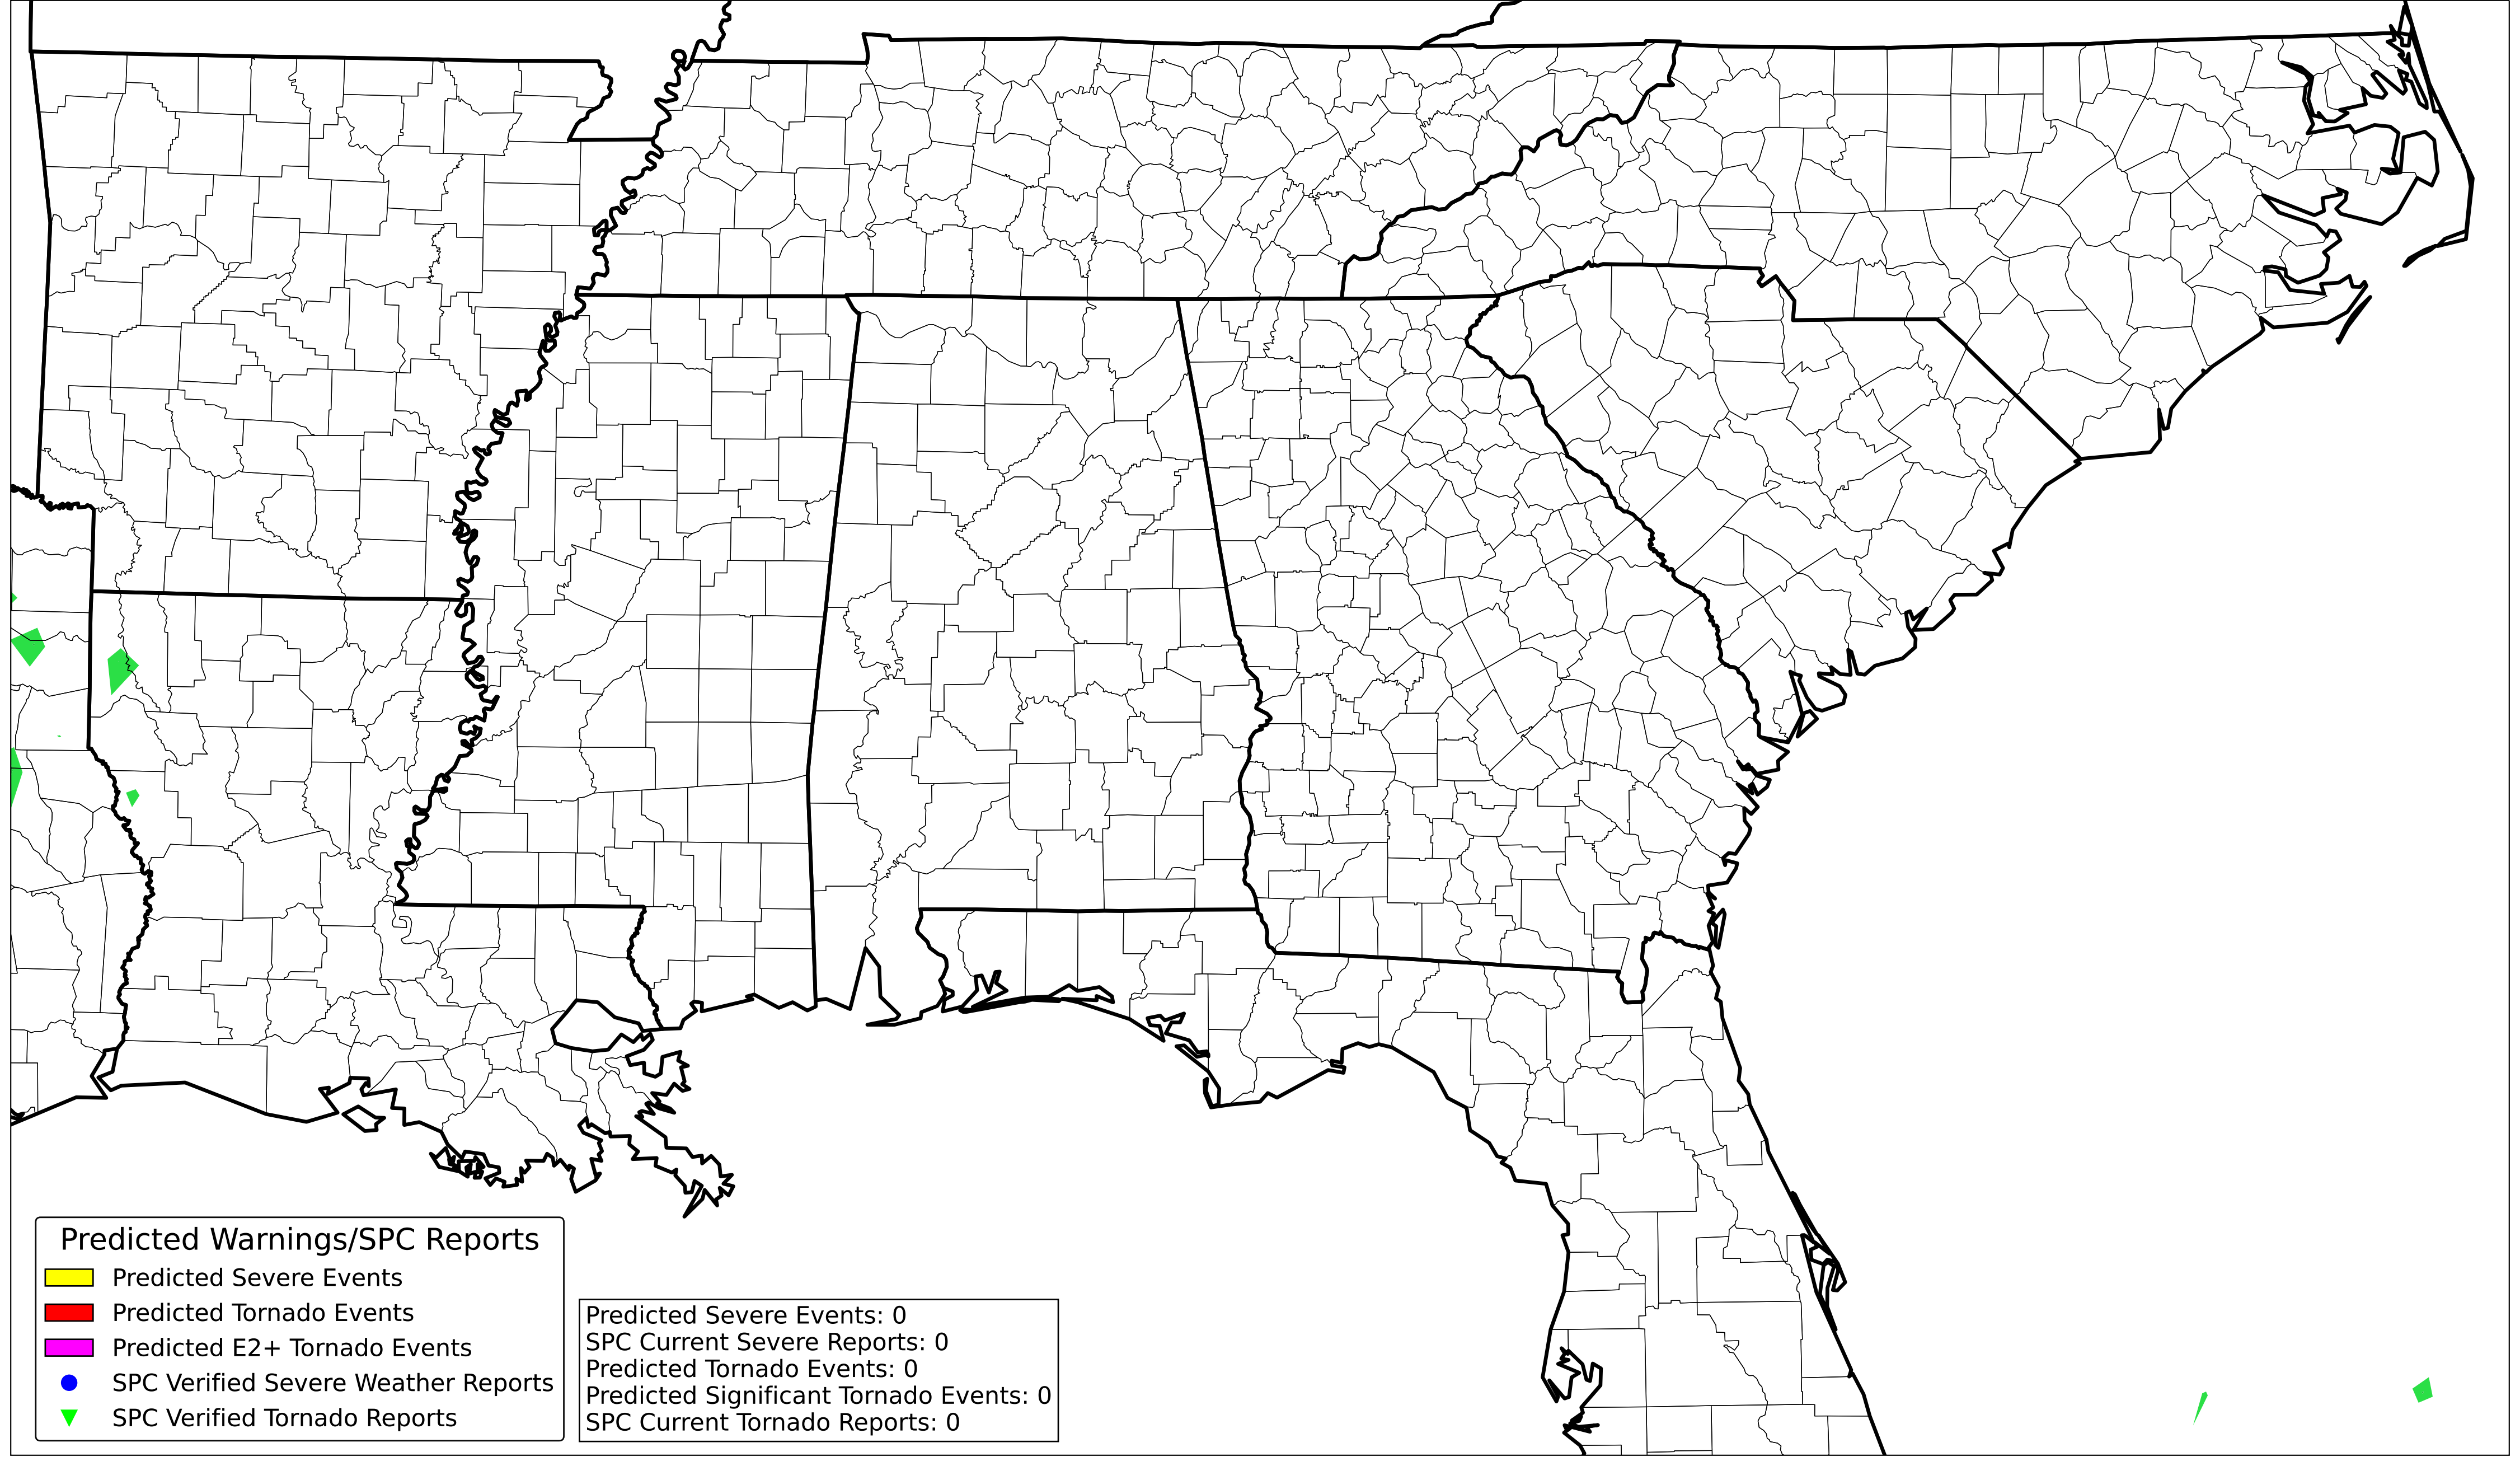 Predicted Warnings/SPC Reports
Predicted Severe Events
Predicted Tornado Events
Predicted E2+ Tornado Events
SPC Verified Severe Weather Reports
SPC Verified Tornado Reports
Predicted Severe Events: 0
SPC Current Severe Reports: 0
Predicted Tornado Events: 0
Predicted Significant Tornado Events: 0
SPC Current Tornado Reports: 0